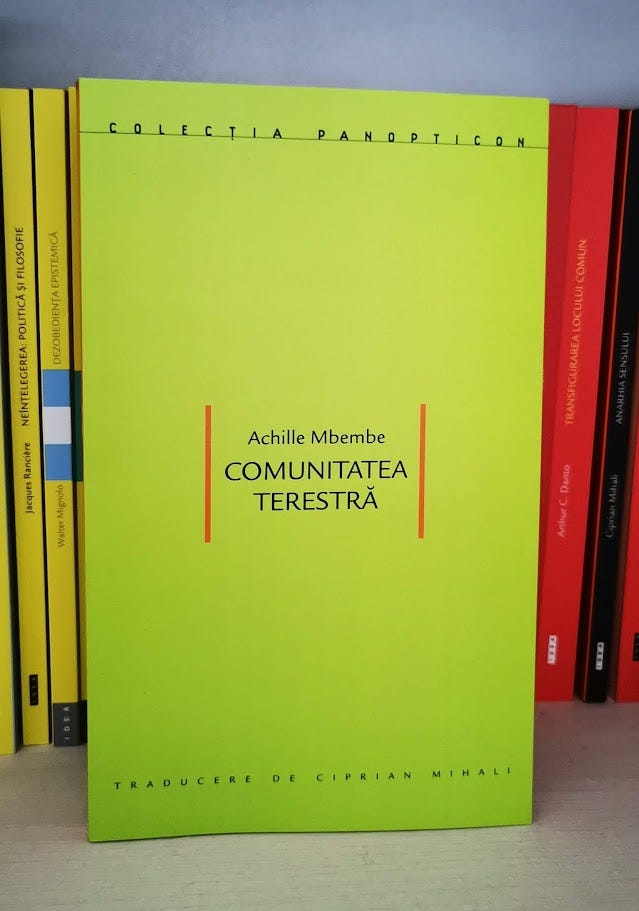 COLECȚIA PANOPTICON
Achille Mbembe
COMUNITATEA
TERESTRĂ
TRADUCERE DE CIPRIAN MIHALI
Jacques Rancière NEÎNȚELEGEREA: POLITICĂ ȘI FILOSOFIE
IDEA
Walter Mignolo DEZOBEDIENȚA EPISTEMICĂ
IDEA
Arthur C. Danto TRANSFIGURAREA LOCULUI COMUN
IDEA
Ciprian Mihali ANARHIA SENSULUI
IDEA